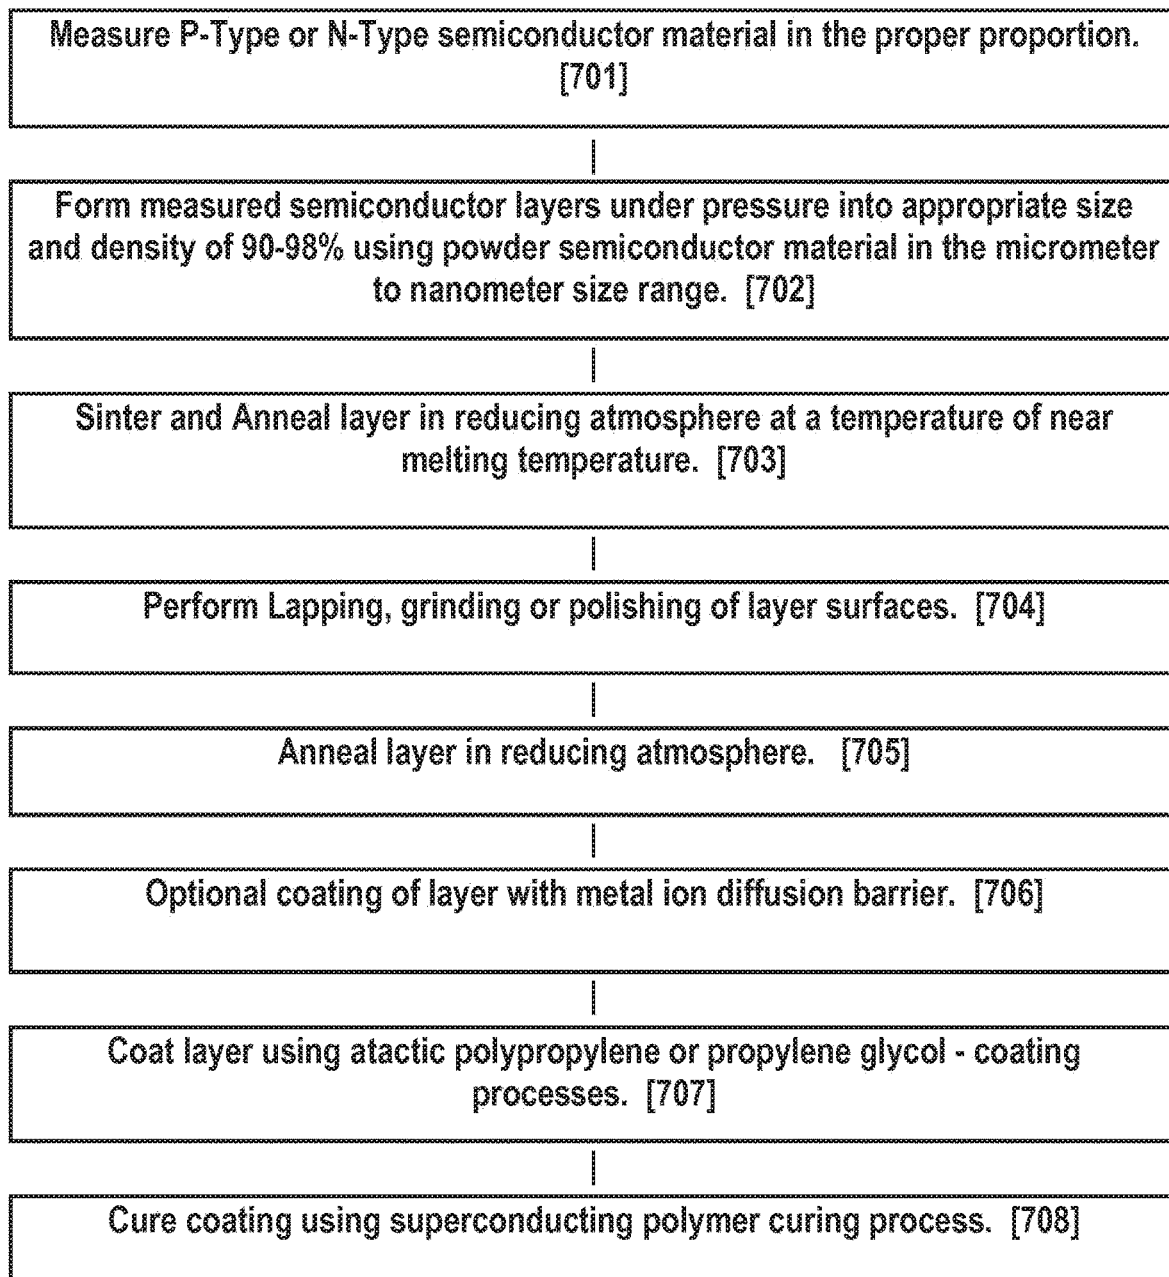 Measure P-Type or N-Type semiconductor material in the proper proportion.
[701]
Form measured semiconductor layers under pressure into appropriate size
and density of 90-98% using powder semiconductor material in the micrometer
to nanometer size range. [702]
Sinter and Anneal layer in reducing atmosphere at a temperature of near
melting temperature. [703]
Perform Lapping, grinding or polishing of layer surfaces. [704]
Anneal layer in reducing atmosphere. [705]
Optional coating of layer with metal ion diffusion barrier. [706]
Coat layer using atactic polypropylene or propylene glycol - coating
processes. [707]
Cure coating using superconducting polymer curing process. [708]